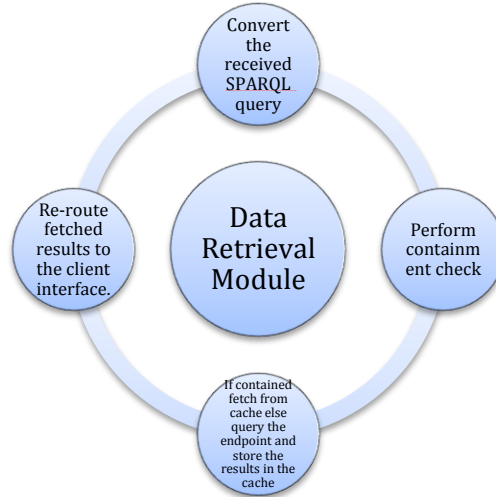 Convert
the
received
SPARQL
query
Re-route
fetched
results to
the client
interface.
Data
Retrieval
Module
Perform
containm
ent check
If contained
fetch from
cache else
query the
endpoint and
store the
results in the
cache